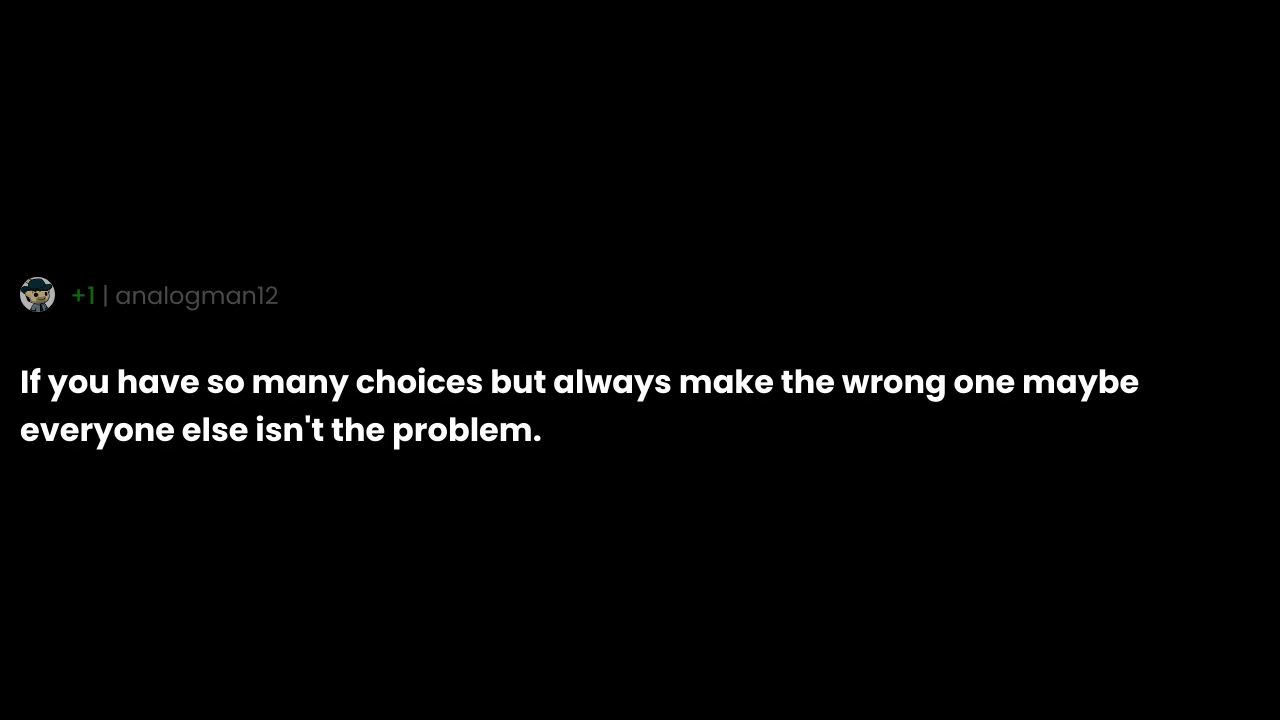 +1 | analogman12
If you have so many choices but always make the wrong one maybe
everyone else isn't the problem.